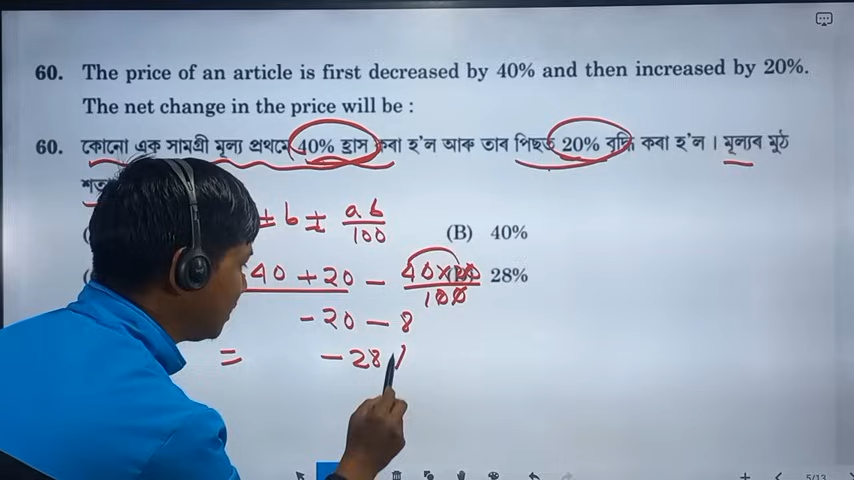 60. The price of an article is first decreased by 40% and then increased by 20%.
The net change in the price will be :
60. কোনো এক সামগ্ৰী মূল্য প্ৰথমে 40% হ্ৰাস কৰা হ'ল আৰু তাৰ পিছত 20% বৃদ্ধি কৰা হ'ল । মূল্যৰ মুঠ
± b ± ab/100
(B) 40%
40 + 20 - 40×20/100
28%
-20 - 8
= -28%
5/13